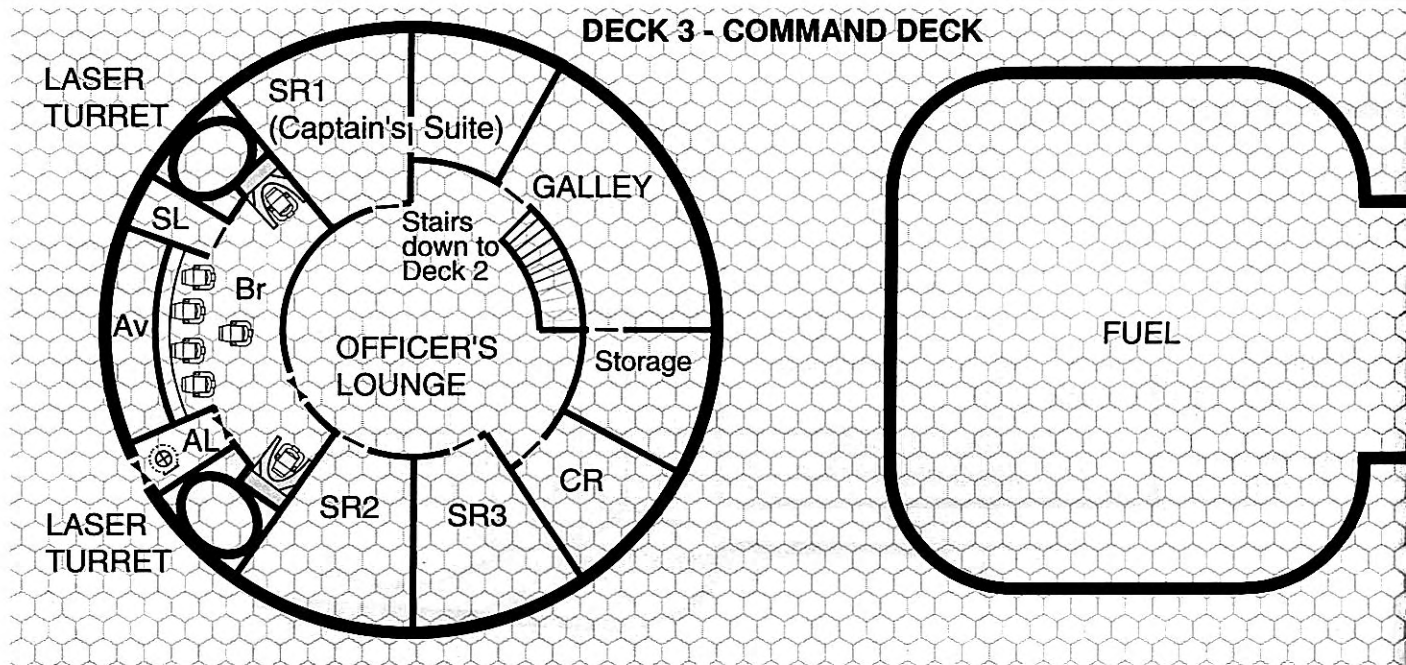 DECK 3 - COMMAND DECK
LASER
TURRET
SR1
(Captain's Suite)
GALLEY
SL
Stairs
down to
Deck 2
Br
Av
OFFICER'S
LOUNGE
Storage
FUEL
AL
CR
SR2
SR3
LASER
TURRET